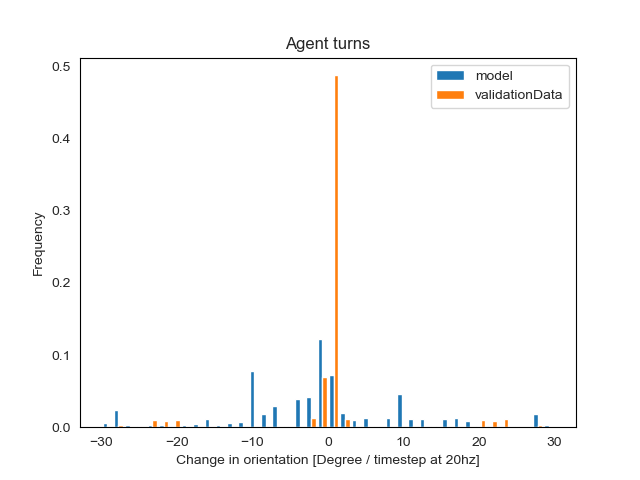 Agent turns
model
validationData
0.5
0.4
0.3
0.2
0.1
0.0
Frequency
−30 −20 −10 0 10 20 30
Change in orientation [Degree / timestep at 20hz]